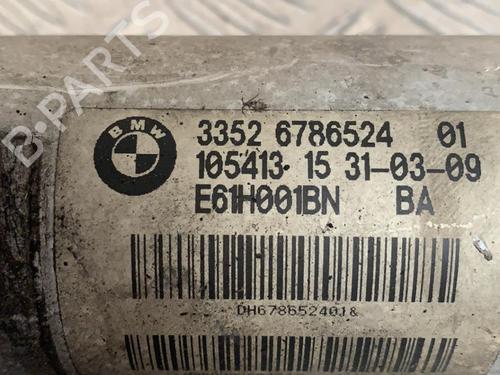 B-PARTS
BMW
3352 6786524 01
105413 15 31-03-09
E61H001BN BA
DH678652401&